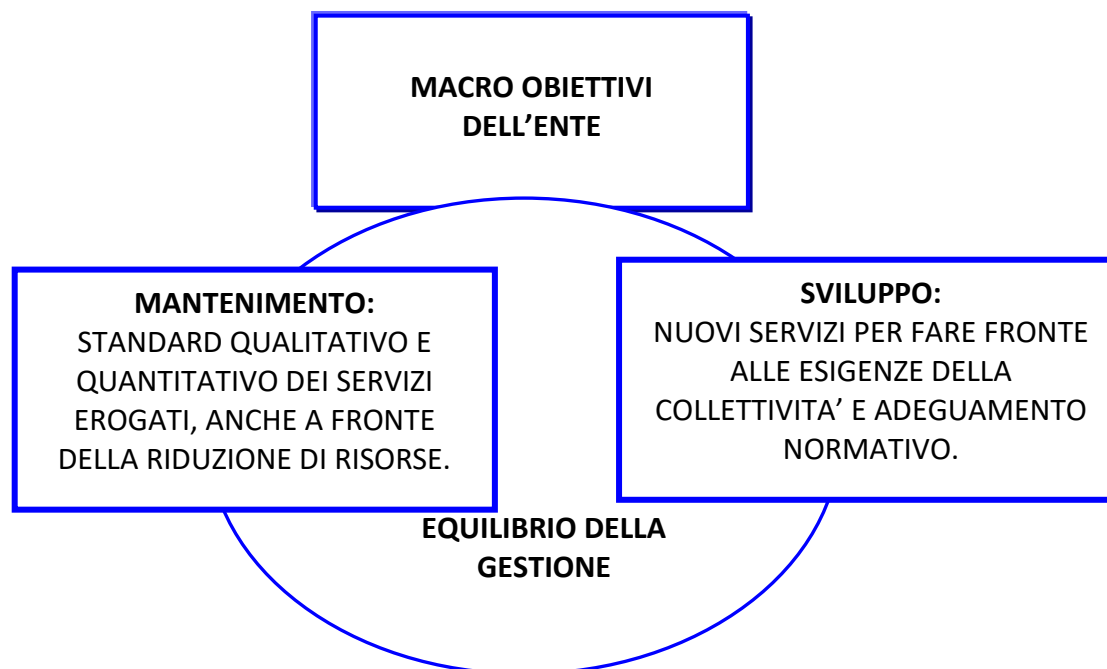 MACRO OBIETTIVI
DELL’ENTE
MANTENIMENTO:
STANDARD QUALITATIVO E
QUANTITATIVO DEI SERVIZI
EROGATI, ANCHE A FRONTE
DELLA RIDUZIONE DI RISORSE.
SVILUPPO:
NUOVI SERVIZI PER FARE FRONTE
ALLE ESIGENZE DELLA
COLLETTIVITA’ E ADEGUAMENTO
NORMATIVO.
EQUILIBRIO DELLA
GESTIONE